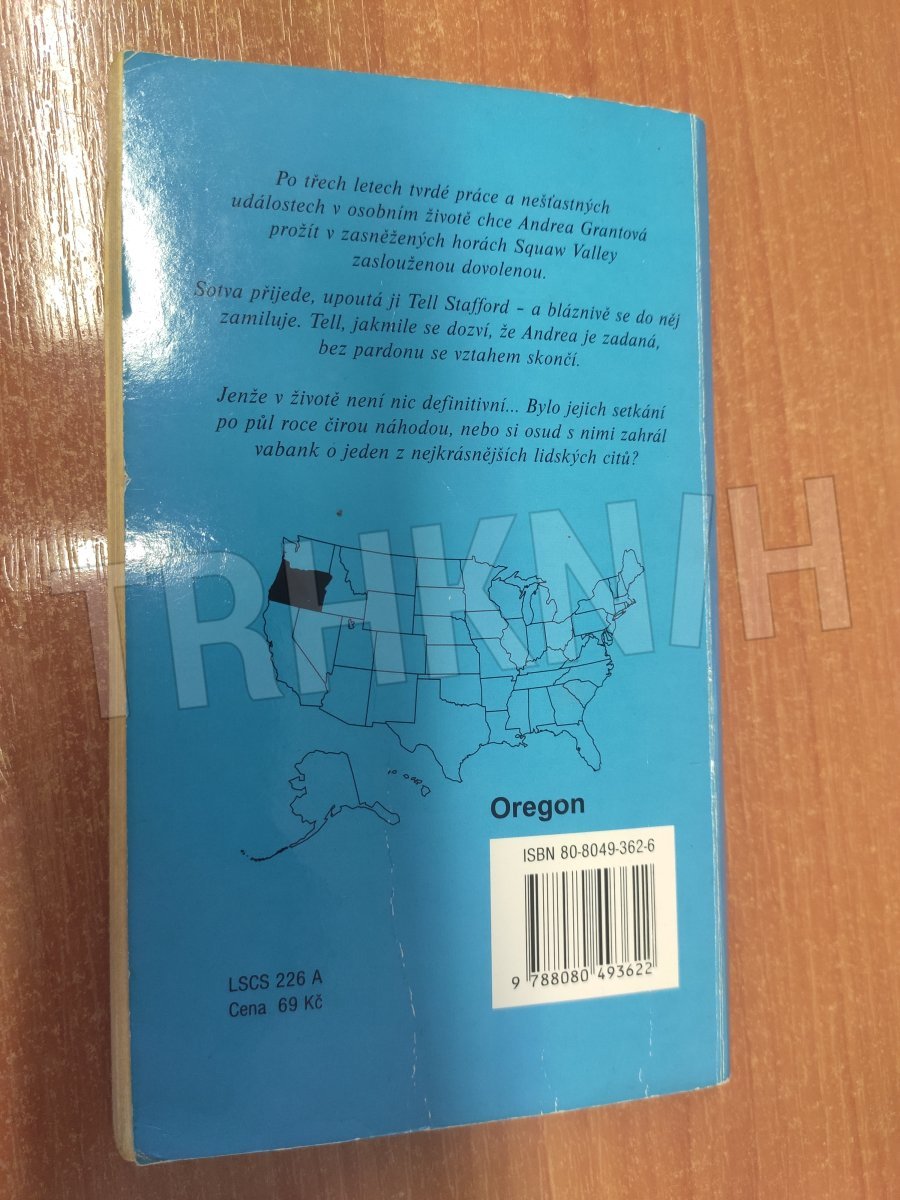 Po třech letech tvrdé práce a nešťastných
událostech v osobním životě chce Andrea Grantová
prožít v zasněžených horách Squaw Valley
zaslouženou dovolenou.
Sotva přijede, upoutá ji Tell Stafford - a bláznivě se do něj
zamiluje. Tell, jakmile se dozví, že Andrea je zadaná,
bez pardonu se vztahem skončí.
Jenže v životě není nic definitivní... Bylo jejich setkání
po půl roce čirou náhodou, nebo si osud s nimi zahrál
vabank o jeden z nejkrásnějších lidských citů?
TRHKNIH
Oregon
ISBN 80-8049-362-6
9 788080 493622
LSCS 226 A
Cena 69 Kč